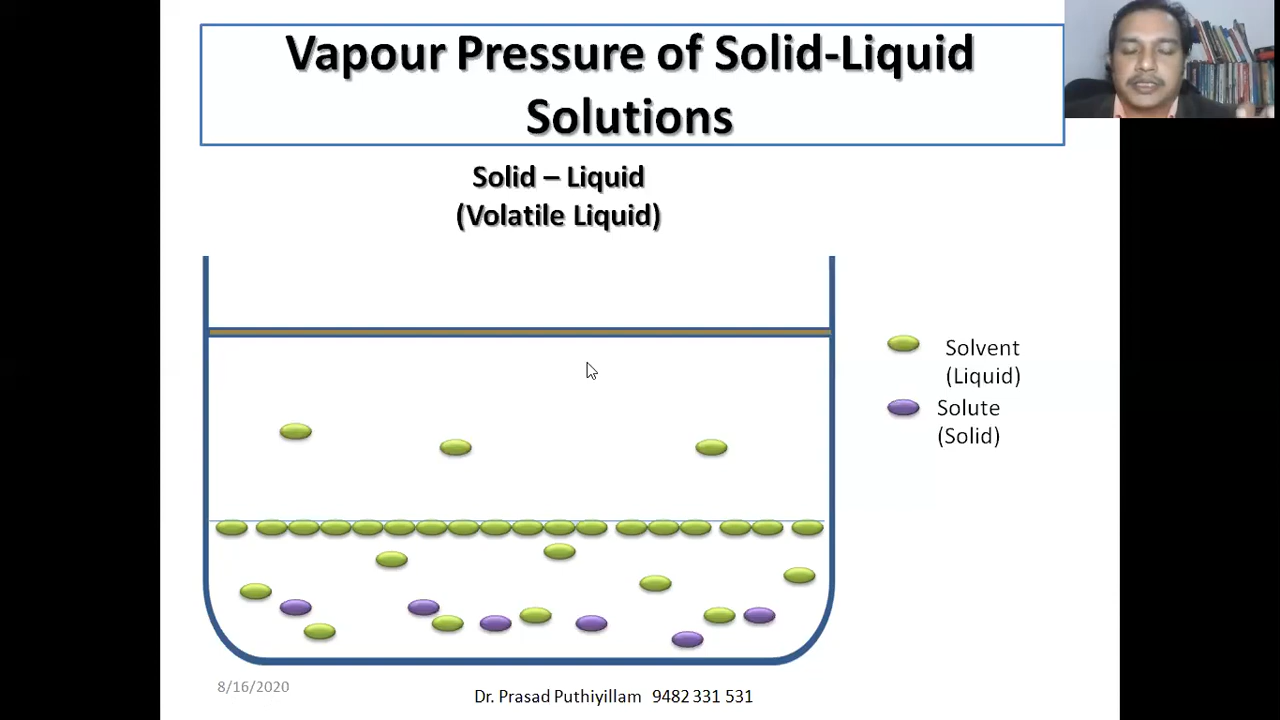 Vapour Pressure of Solid-Liquid
Solutions
Solid – Liquid
(Volatile Liquid)
Solvent
(Liquid)
Solute
(Solid)
8/16/2020
Dr. Prasad Puthiyillam 9482 331 531